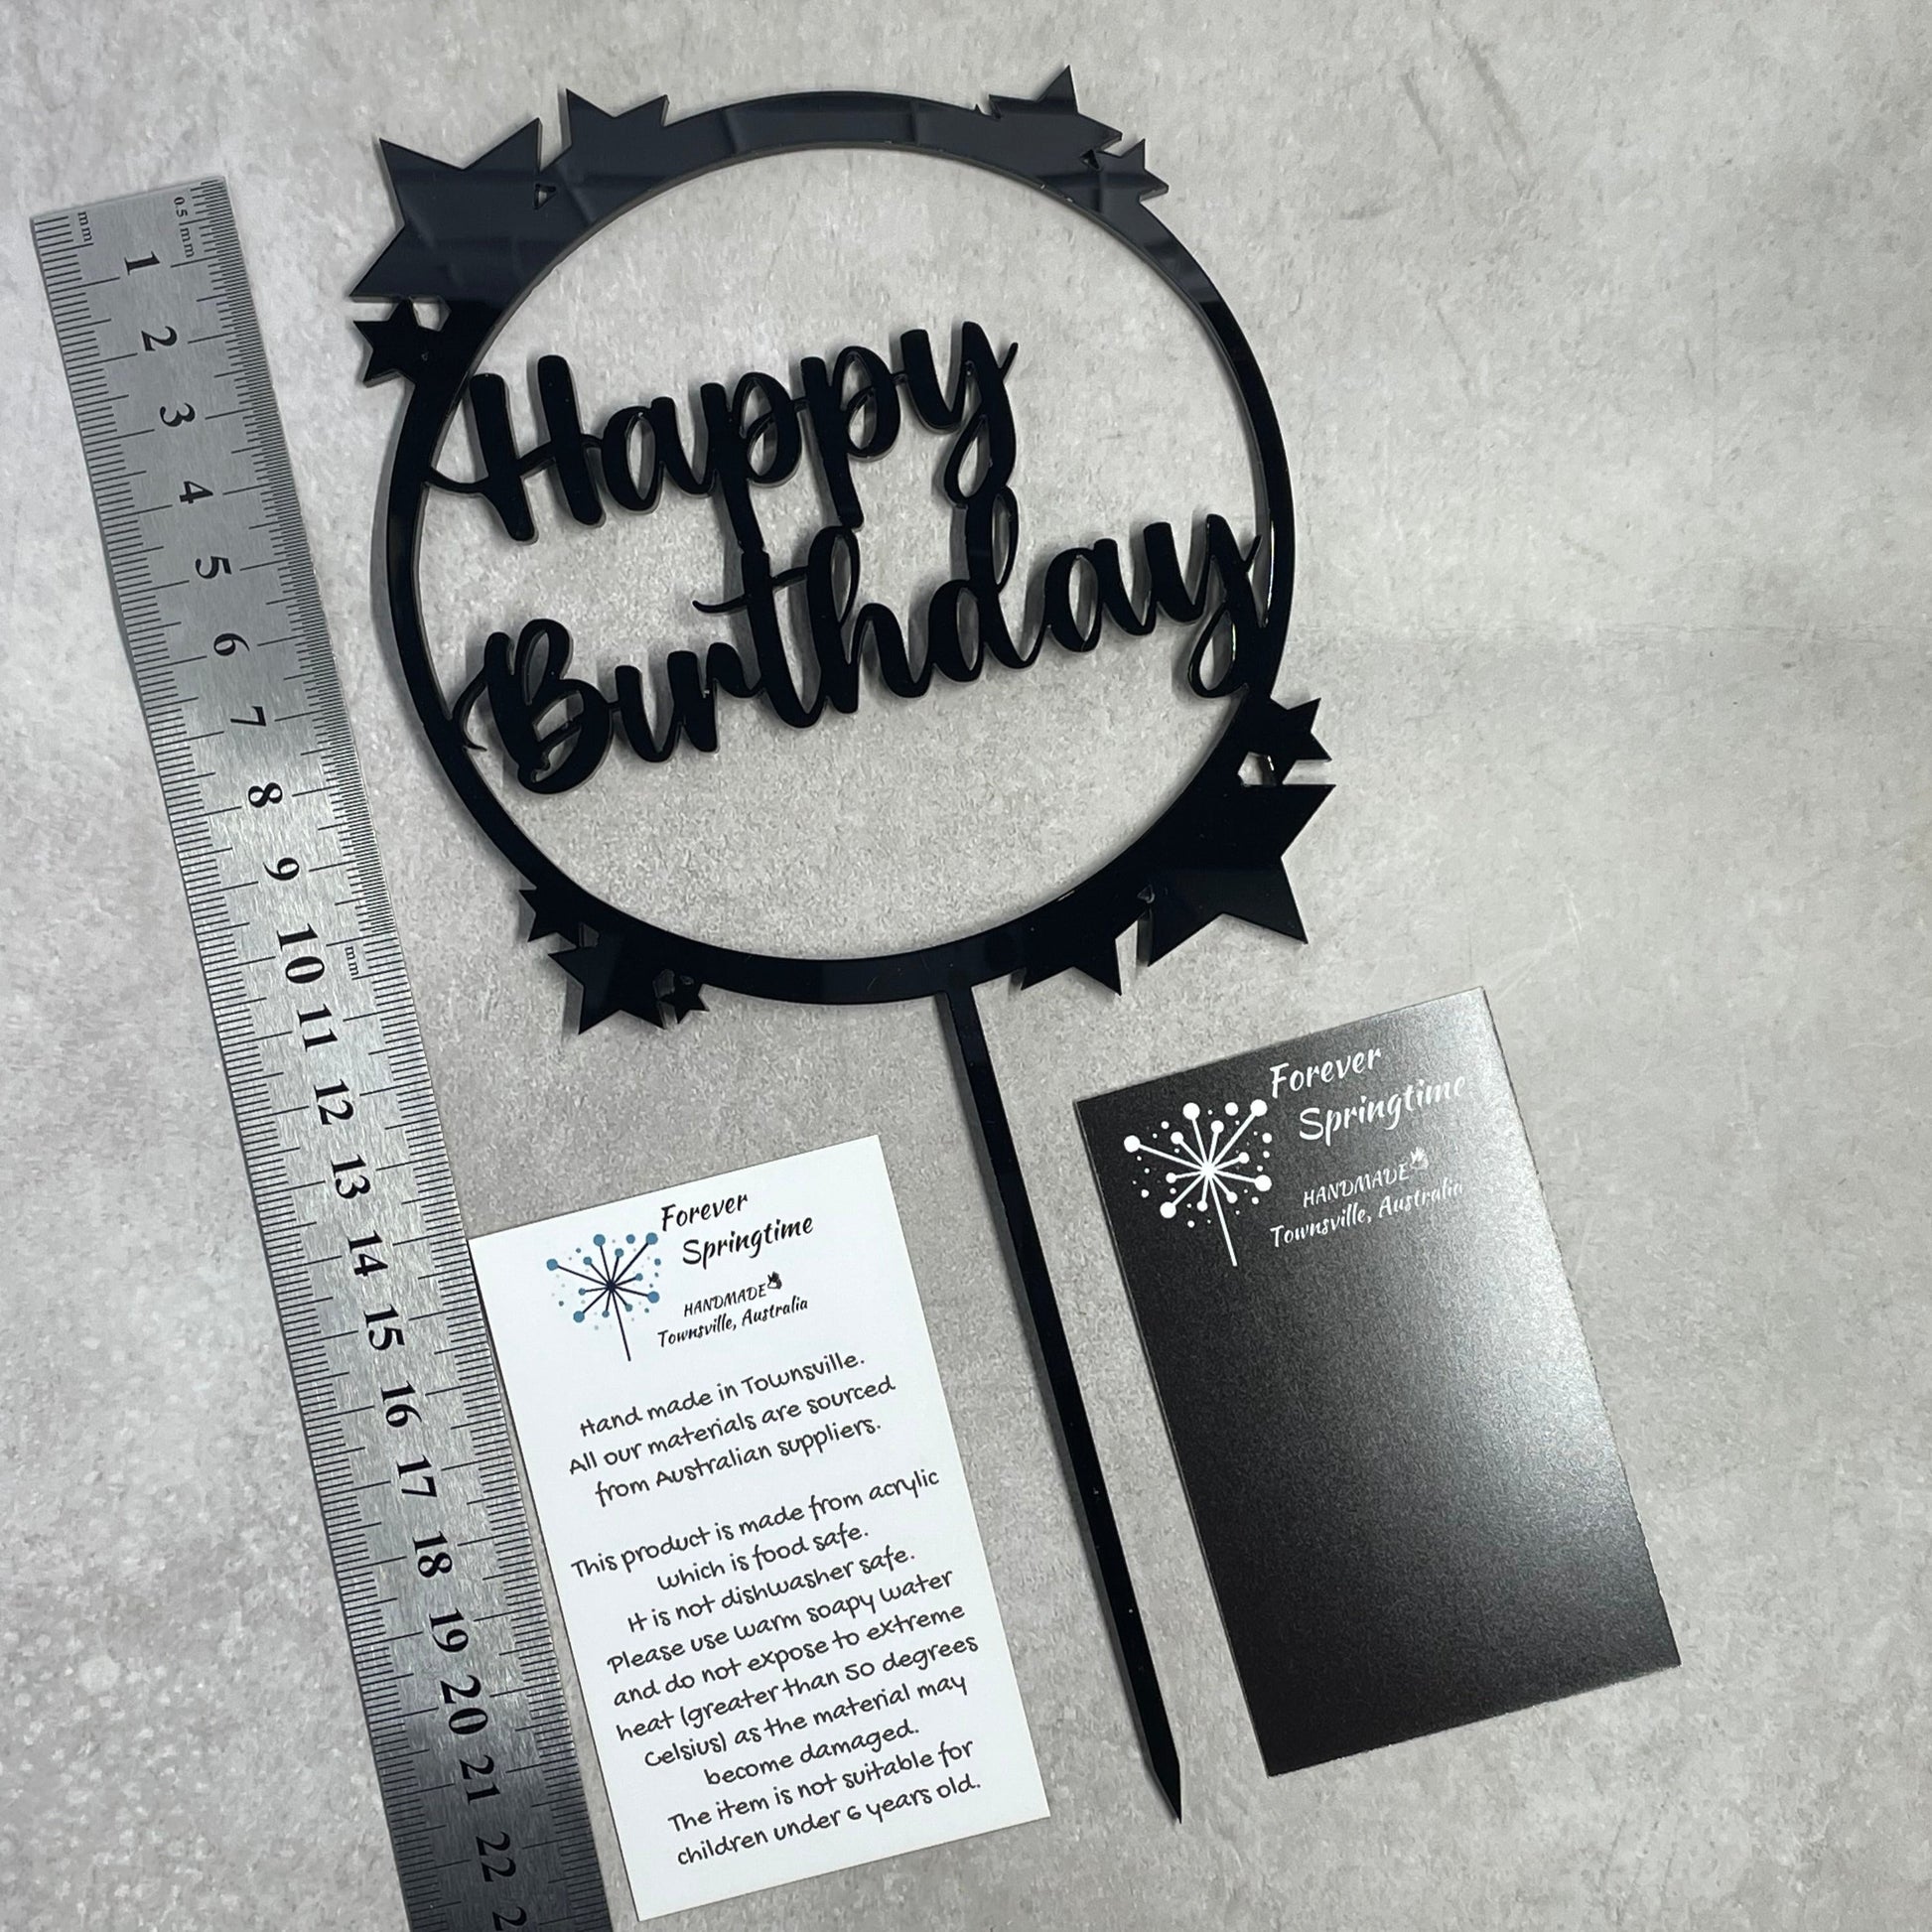 mm
0.5 mm
1
2
3
4
5
6
7
8
9
10
mm
11
12
13
14
15
16
17
18
19
20
21
22
Happy
Birthday
Forever
Springtime
HANDMADE
Townsville, Australia
Hand made in Townsville.
All our materials are sourced
from Australian suppliers.
This product is made from acrylic
which is food safe.
It is not dishwasher safe.
Please use warm soapy water
and do not expose to extreme
heat (greater than 50 degrees
Celsius) as the material may
become damaged.
The item is not suitable for
children under 6 years old.
Forever
Springtime
HANDMADE
Townsville, Australia